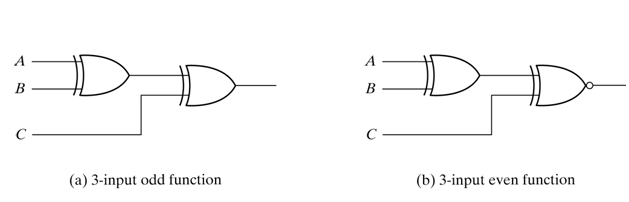 A
B
C
(a) 3-input odd function
A
B
C
(b) 3-input even function